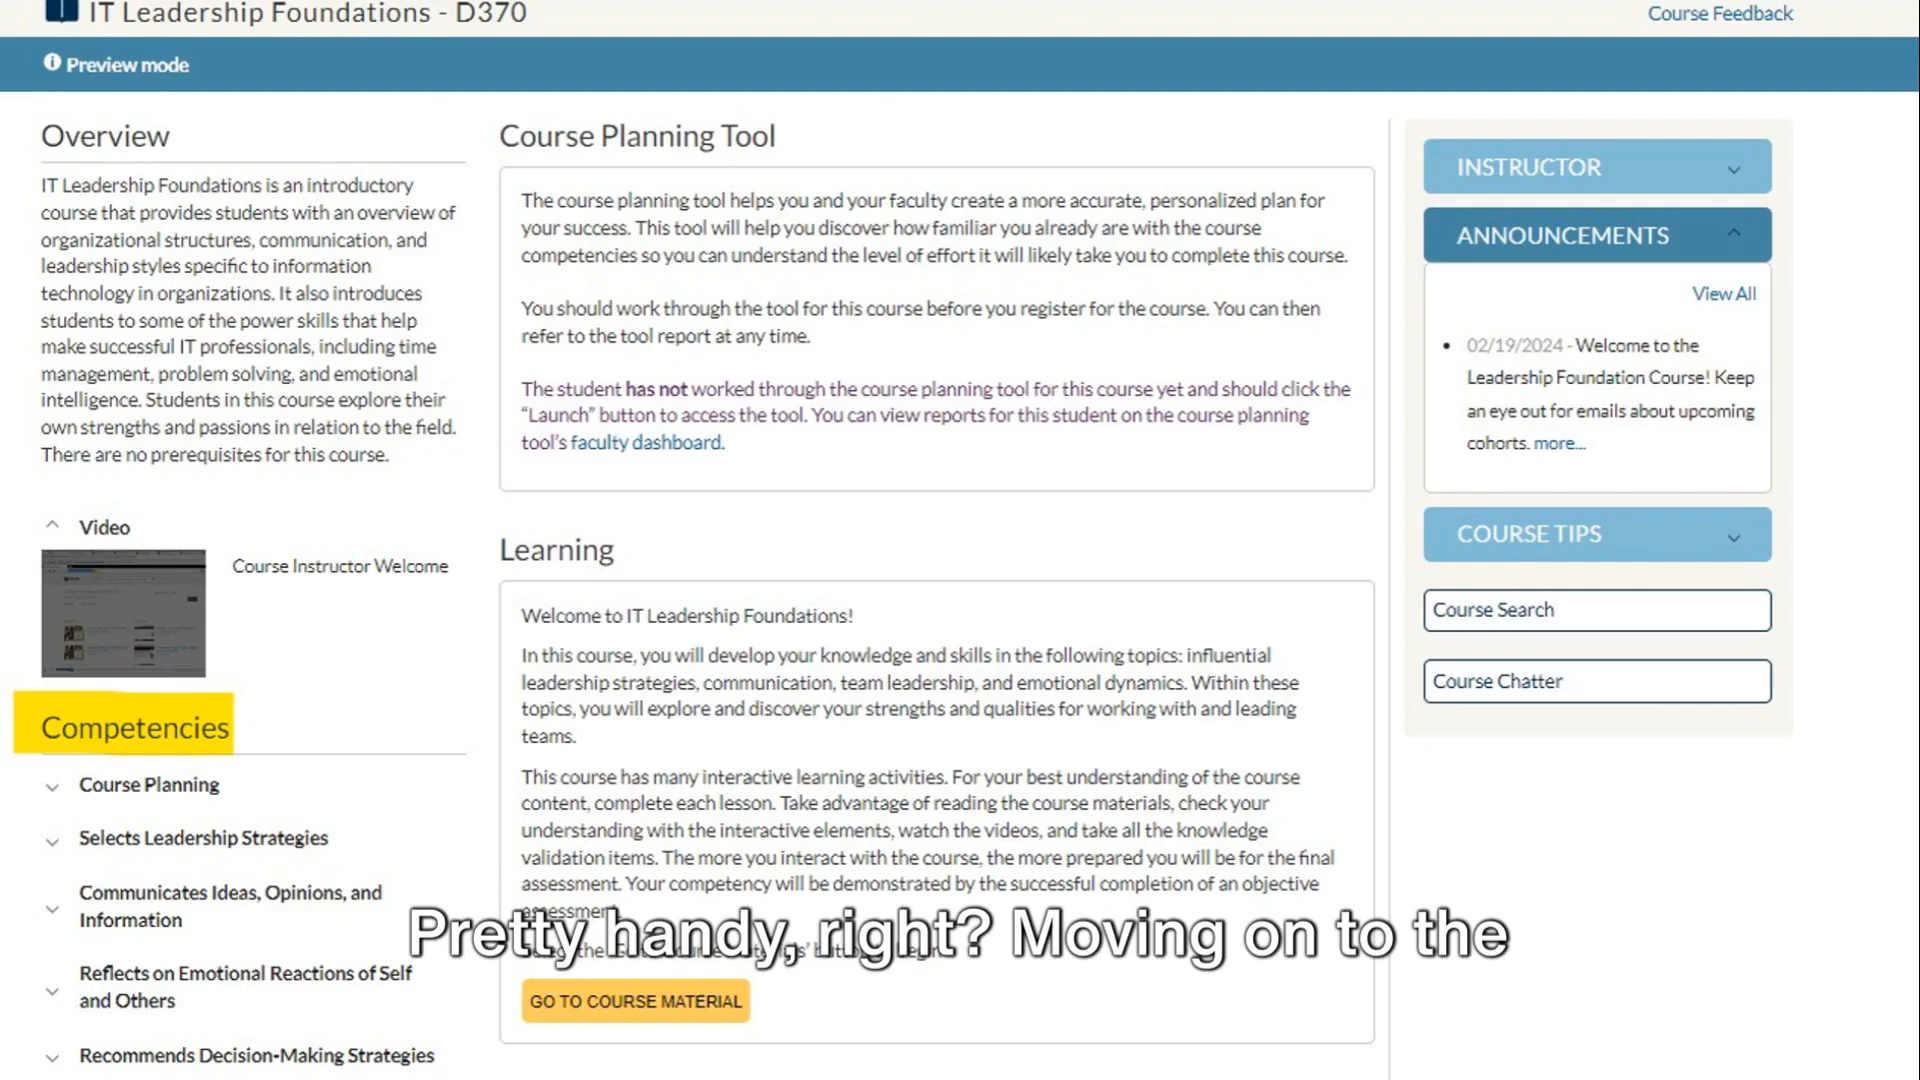 IT Leadership Foundations - D370
Course Feedback
Preview mode
Overview
IT Leadership Foundations is an introductory
course that provides students with an overview of
organizational structures, communication, and
leadership styles specific to information
technology in organizations. It also introduces
students to some of the power skills that help
make successful IT professionals, including time
management, problem solving, and emotional
intelligence. Students in this course explore their
own strengths and passions in relation to the field.
There are no prerequisites for this course.
Video
Course Instructor Welcome
Competencies
Course Planning
Selects Leadership Strategies
Communicates Ideas, Opinions, and
Information
Reflects on Emotional Reactions of Self
and Others
Recommends Decision-Making Strategies
Course Planning Tool
The course planning tool helps you and your faculty create a more accurate, personalized plan for
your success. This tool will help you discover how familiar you already are with the course
competencies so you can understand the level of effort it will likely take you to complete this course.
You should work through the tool for this course before you register for the course. You can then
refer to the tool report at any time.
The student has not worked through the course planning tool for this course yet and should click the
“Launch” button to access the tool. You can view reports for this student on the course planning
tool’s faculty dashboard.
Learning
Welcome to IT Leadership Foundations!
In this course, you will develop your knowledge and skills in the following topics: influential
leadership strategies, communication, team leadership, and emotional dynamics. Within these
topics, you will explore and discover your strengths and qualities for working with and leading
teams.
This course has many interactive learning activities. For your best understanding of the course
content, complete each lesson. Take advantage of reading the course materials, check your
understanding with the interactive elements, watch the videos, and take all the knowledge
validation items. The more you interact with the course, the more prepared you will be for the final
assessment. Your competency will be demonstrated by the successful completion of an objective
assessment.
Pretty handy, right? Moving on to the
GO TO COURSE MATERIAL
INSTRUCTOR
ANNOUNCEMENTS
View All
02/19/2024 - Welcome to the
Leadership Foundation Course! Keep
an eye out for emails about upcoming
cohorts. more...
COURSE TIPS
Course Search
Course Chatter